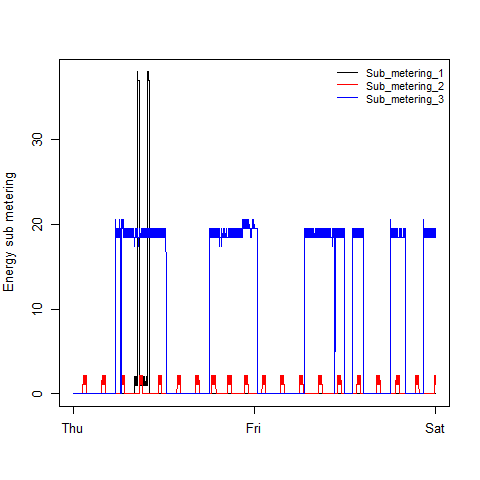 Sub_metering_1
Sub_metering_2
Sub_metering_3
Energy sub metering
30
20
10
0
Thu
Fri
Sat